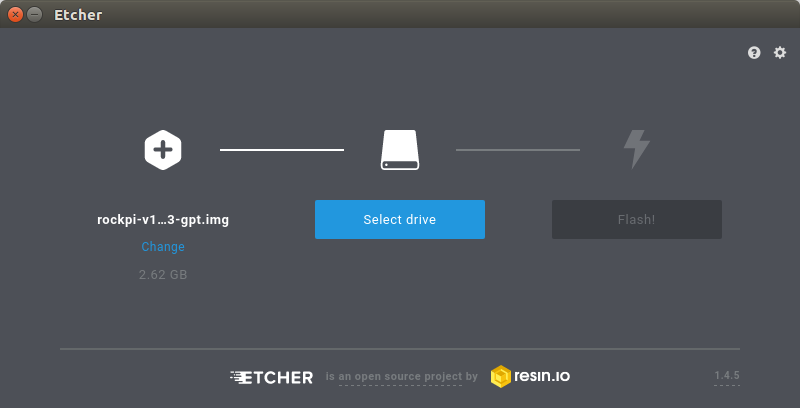 Etcher
rockpi-v1...3-gpt.img
Change
2.62 GB
Select drive
Flash!
ETCHER is an open source project by resin.io
1.4.5